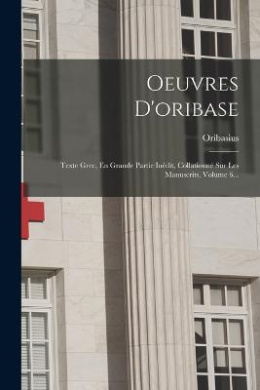 Oeuvres
D'oribase
Oribasius
Texte Grec, En Grande Partie Inédit, Collationné Sur Les
Manuscrits, Volume 6...